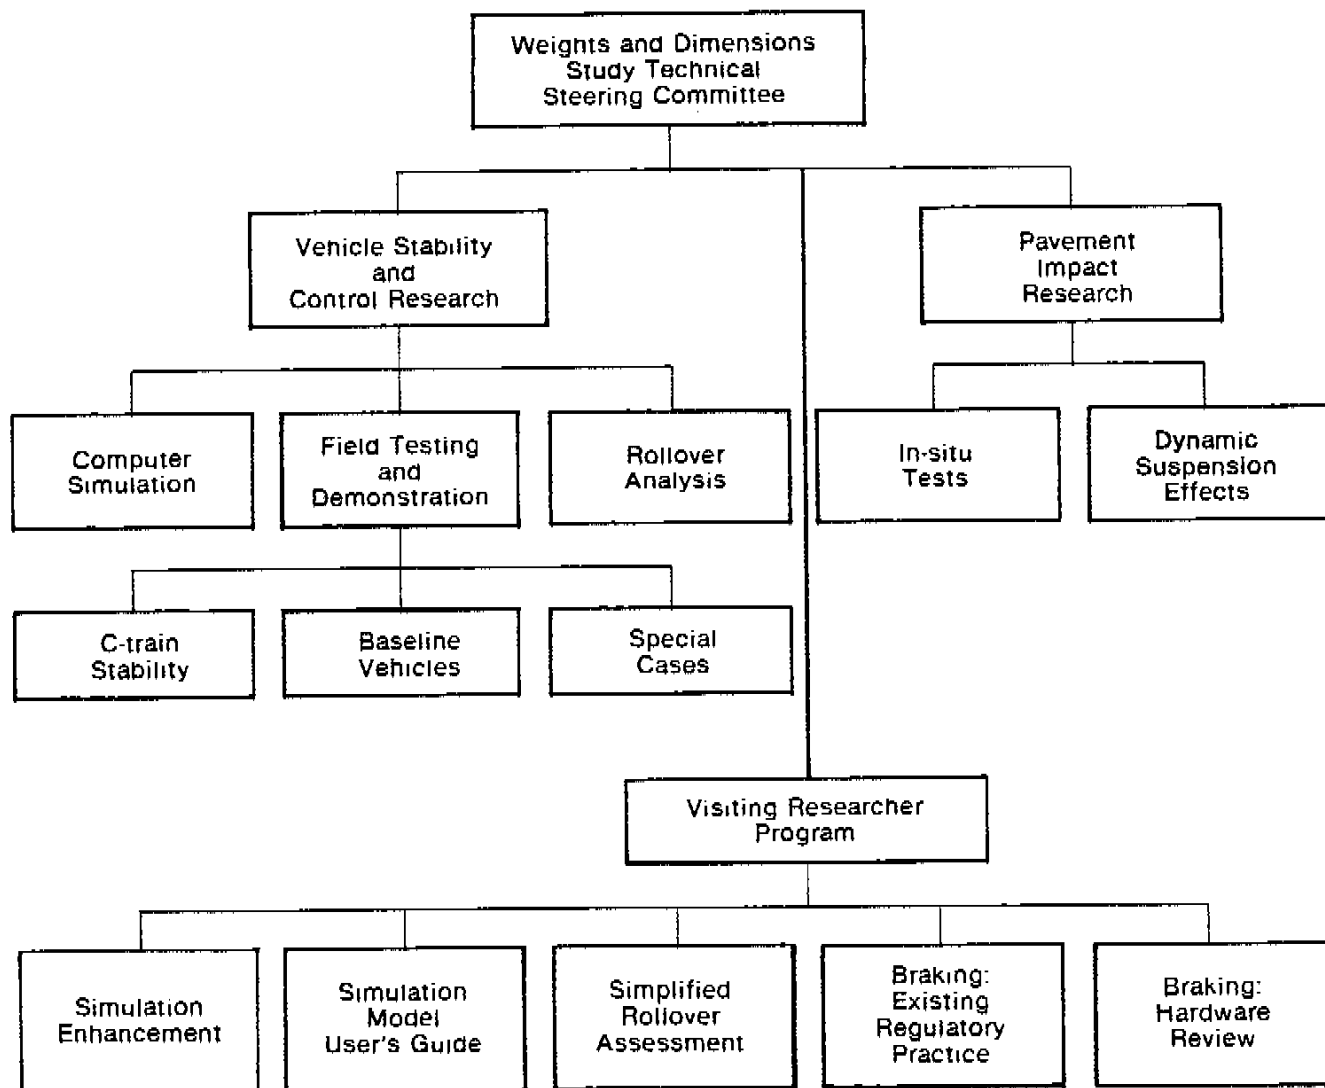 Weights and Dimensions
Study Technical
Steering Committee
Vehicle Stability
and
Control Research
Pavement
Impact
Research
Computer
Simulation
Field Testing
and
Demonstration
Rollover
Analysis
In-situ
Tests
Dynamic
Suspension
Effects
C-train
Stability
Baseline
Vehicles
Special
Cases
Visiting Researcher
Program
Simulation
Enhancement
Simulation
Model
User's Guide
Simplified
Rollover
Assessment
Braking:
Existing
Regulatory
Practice
Braking:
Hardware
Review